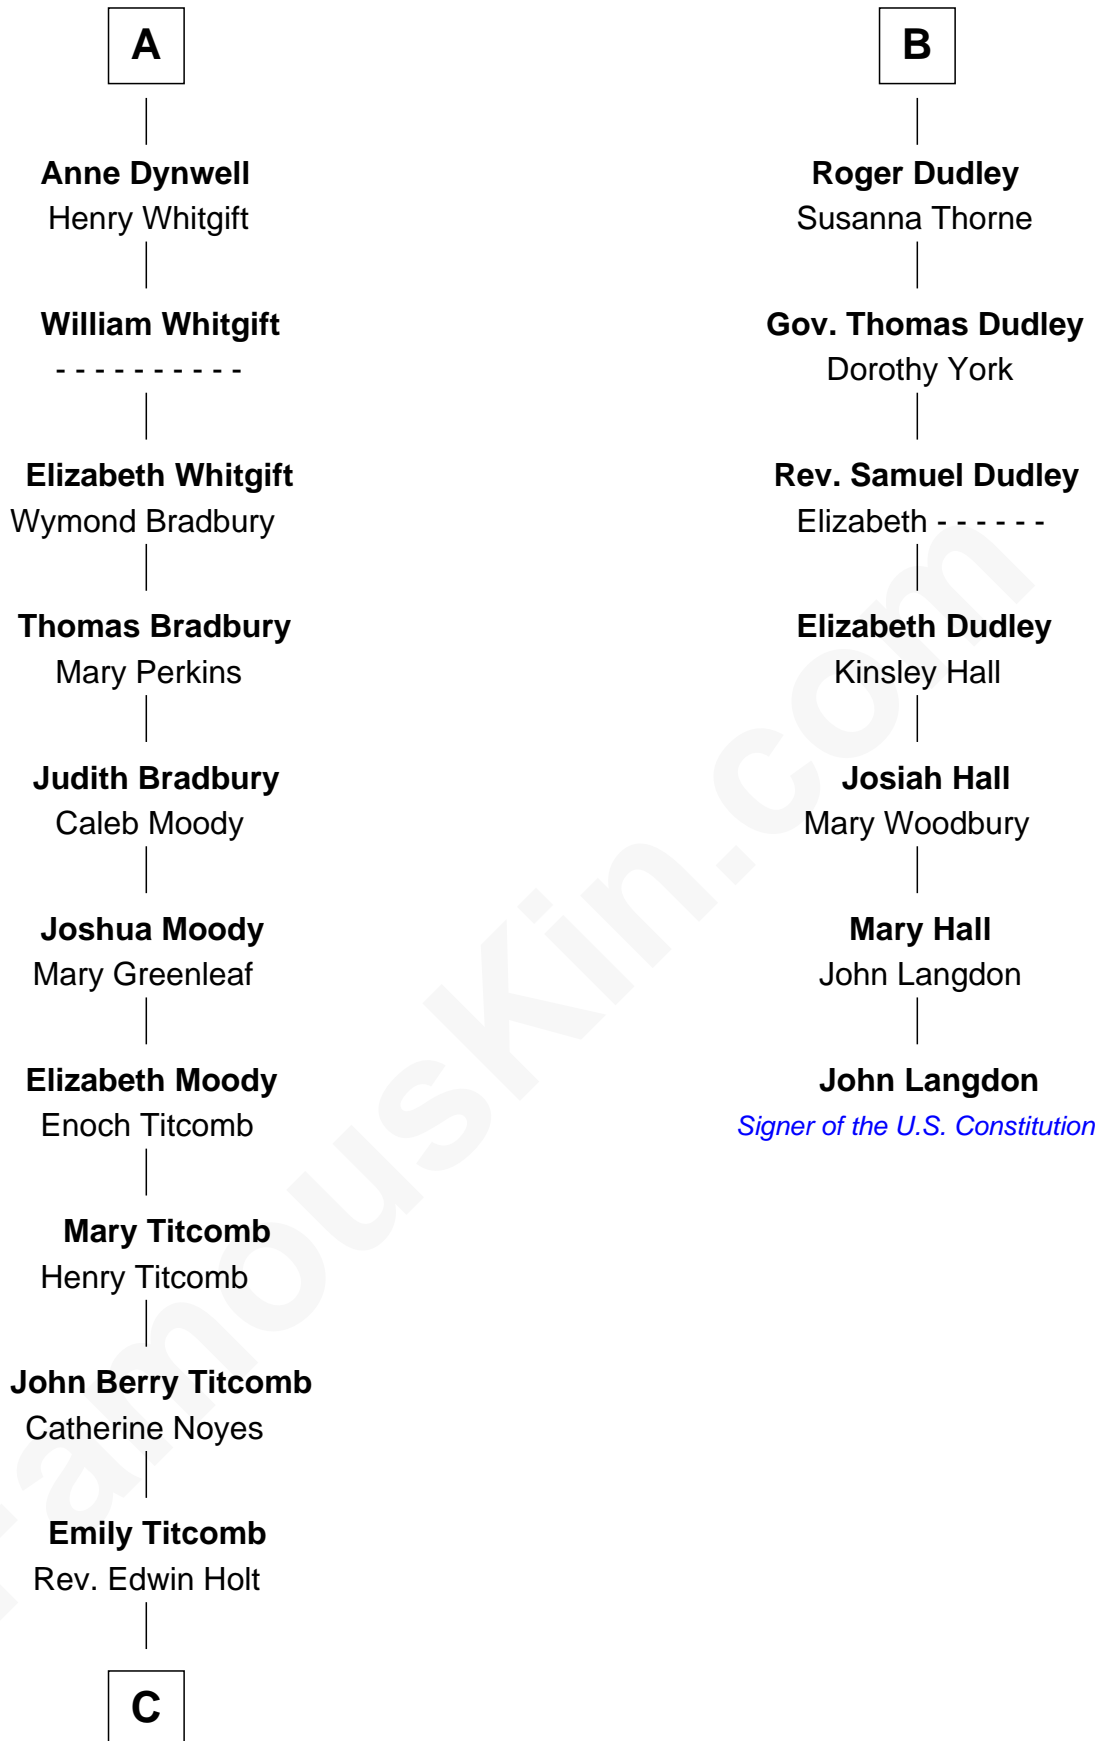 A
Anne Dynwell
Henry Whitgift
William Whitgift
- - - - - - - - - -
Elizabeth Whitgift
Wymond Bradbury
Thomas Bradbury
Mary Perkins
Judith Bradbury
Caleb Moody
Joshua Moody
Mary Greenleaf
Elizabeth Moody
Enoch Titcomb
Mary Titcomb
Henry Titcomb
John Berry Titcomb
Catherine Noyes
Emily Titcomb
Rev. Edwin Holt
C
B
Roger Dudley
Susanna Thorne
Gov. Thomas Dudley
Dorothy York
Rev. Samuel Dudley
Elizabeth - - - - - -
Elizabeth Dudley
Kinsley Hall
Josiah Hall
Mary Woodbury
Mary Hall
John Langdon
John Langdon
Signer of the U.S. Constitution
FamousKin.com